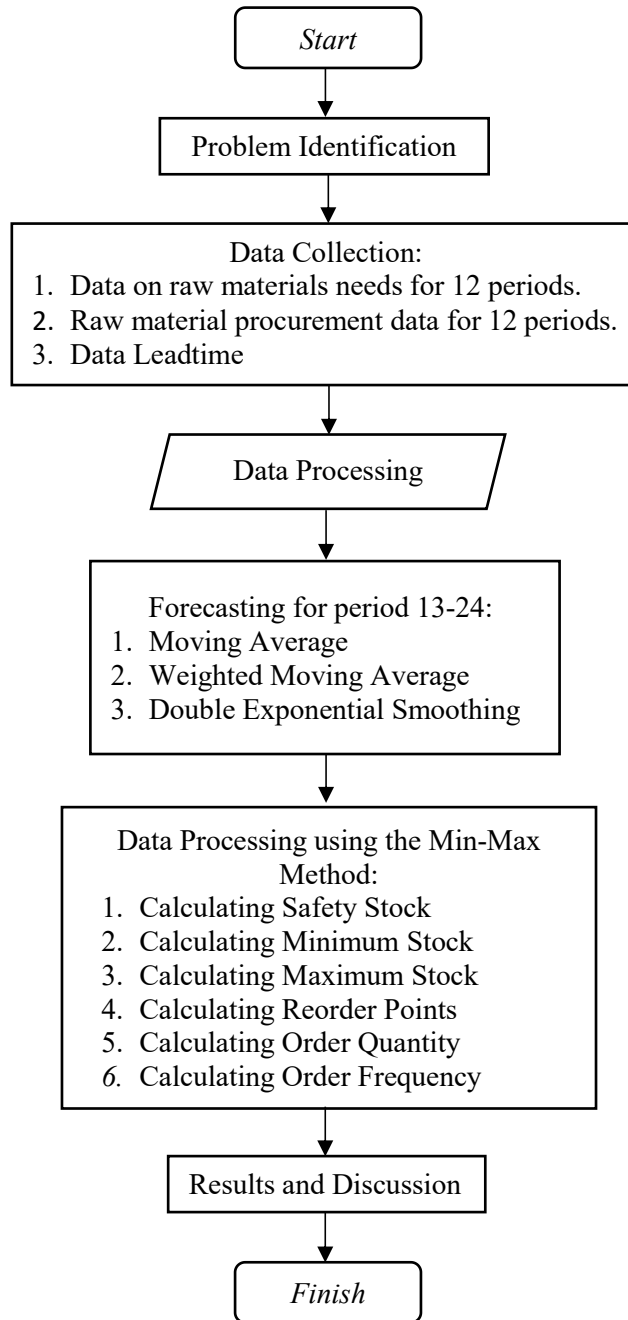 Start
Problem Identification
Data Collection:
1. Data on raw materials needs for 12 periods.
2. Raw material procurement data for 12 periods.
3. Data Leadtime
Data Processing
Forecasting for period 13-24:
1. Moving Average
2. Weighted Moving Average
3. Double Exponential Smoothing
Data Processing using the Min-Max
Method:
1. Calculating Safety Stock
2. Calculating Minimum Stock
3. Calculating Maximum Stock
4. Calculating Reorder Points
5. Calculating Order Quantity
6. Calculating Order Frequency
Results and Discussion
Finish